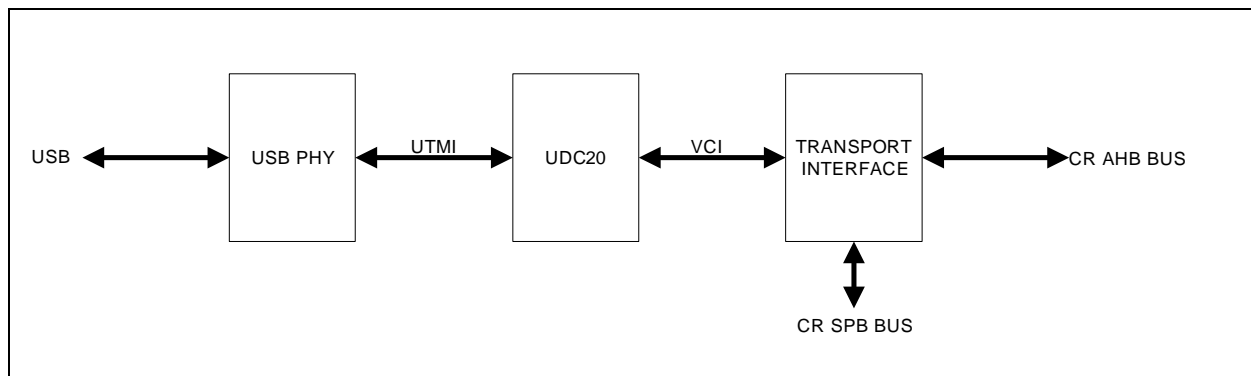 USB
USB PHY
UTMI
UDC20
VCI
TRANSPORT
INTERFACE
CR AHB BUS
CR SPB BUS